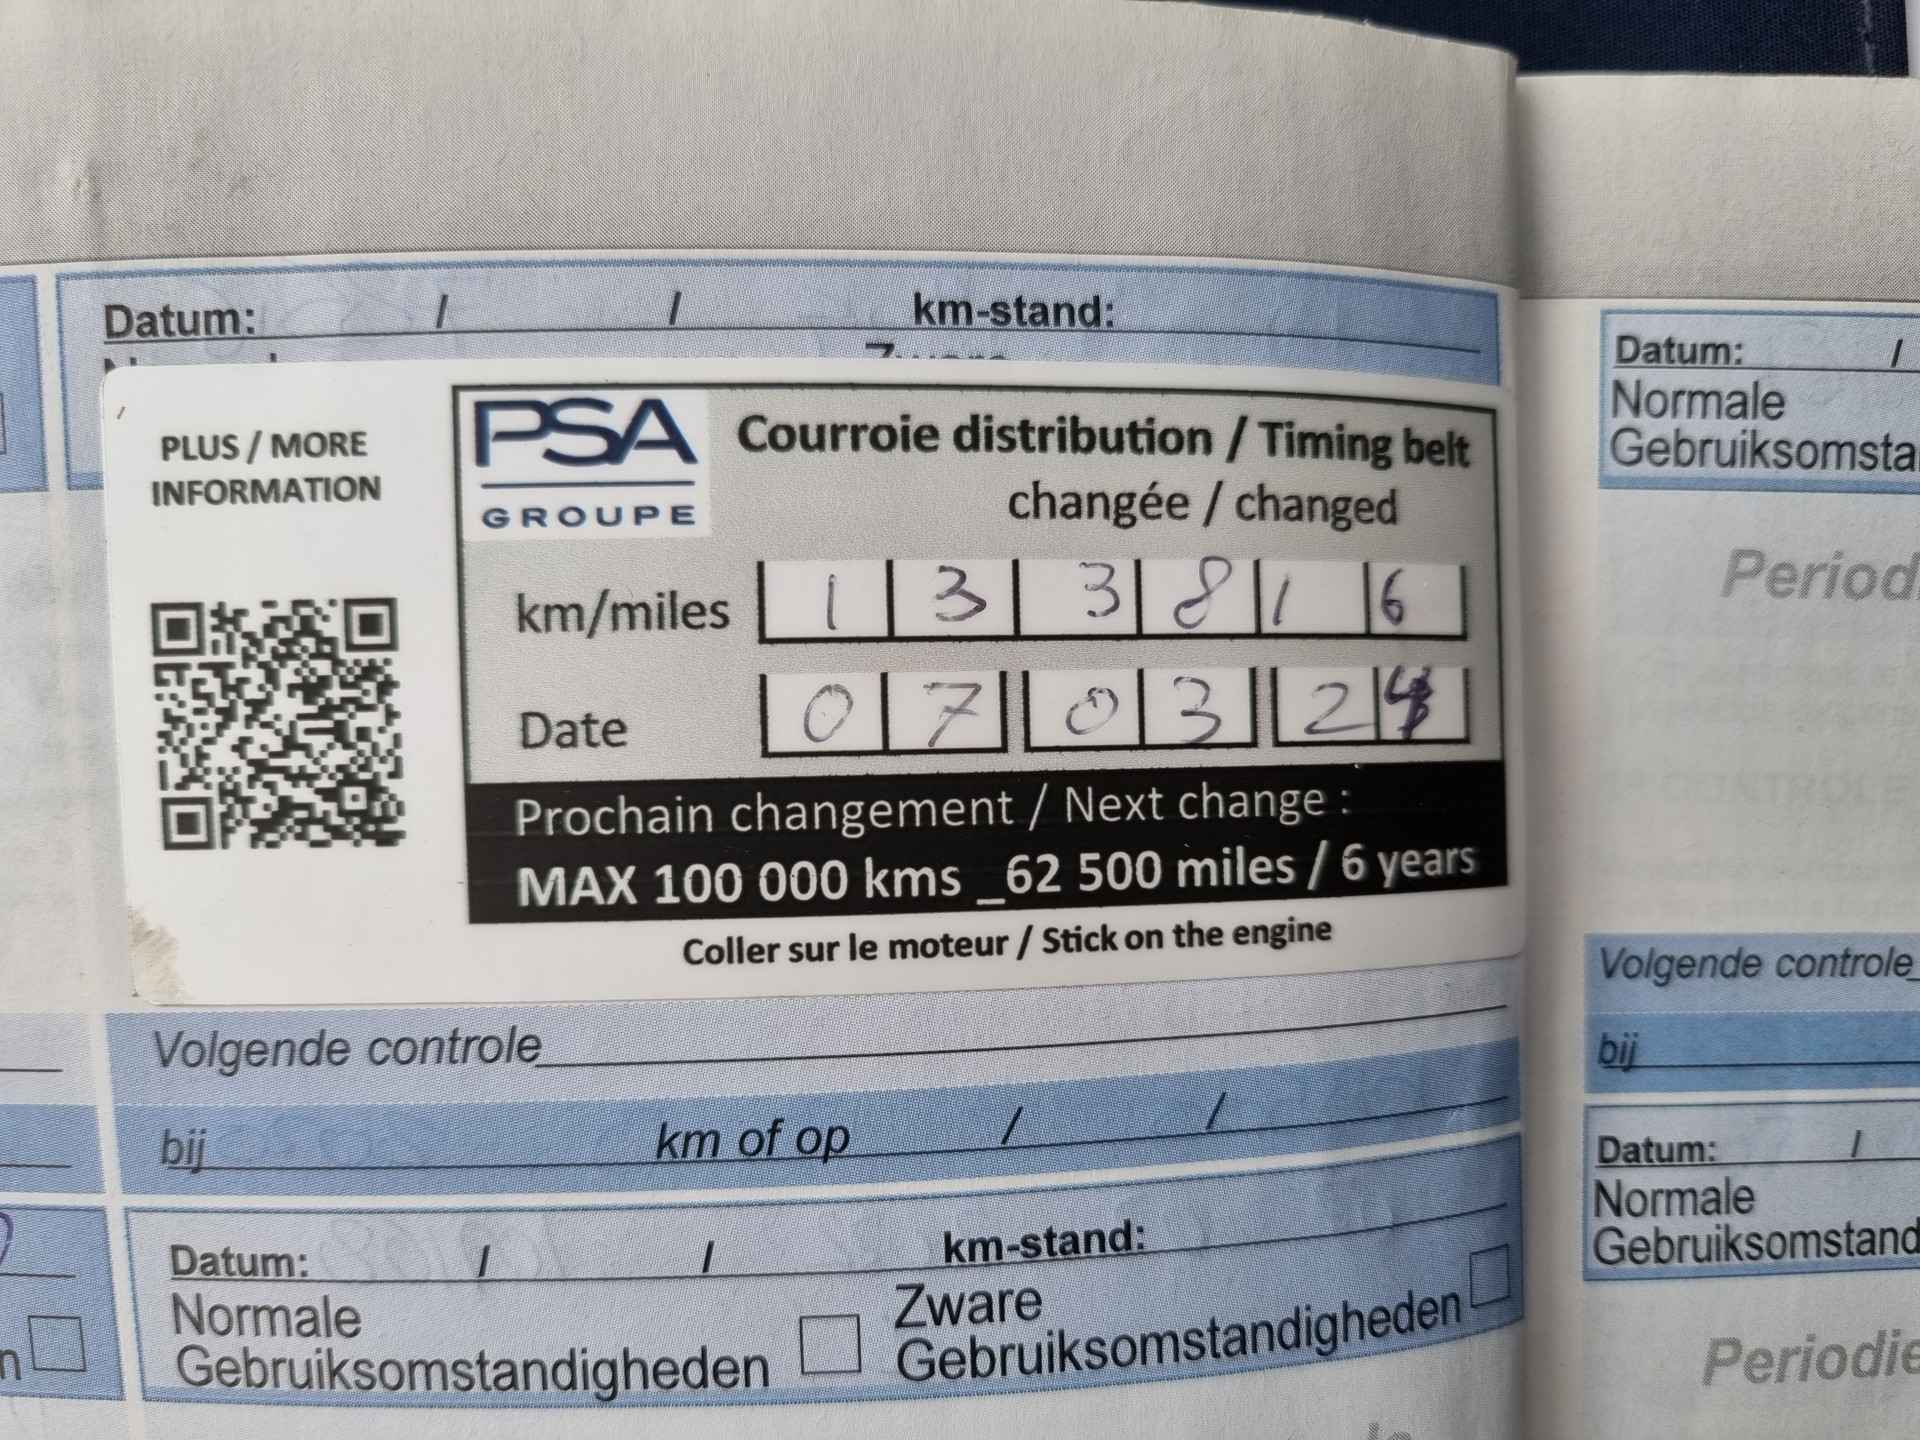 Datum: / / km-stand:
PLUS / MORE
INFORMATION
PSA
GROUPE
Courroie distribution / Timing belt
changée / changed
km/miles 1 3 3 8 1 6
Date 0 7 0 3 2 4
Prochain changement / Next change :
MAX 100 000 kms _62 500 miles / 6 years
Coller sur le moteur / Stick on the engine
Volgende controle
bij km of op / /
Datum: / / km-stand:
Normale
Gebruiksomstandigheden
Zware
Gebruiksomstandigheden
Datum: /
Normale
Gebruiksomsta
Period
Volgende controle
bij
Datum: /
Normale
Gebruiksomstand
Periodie